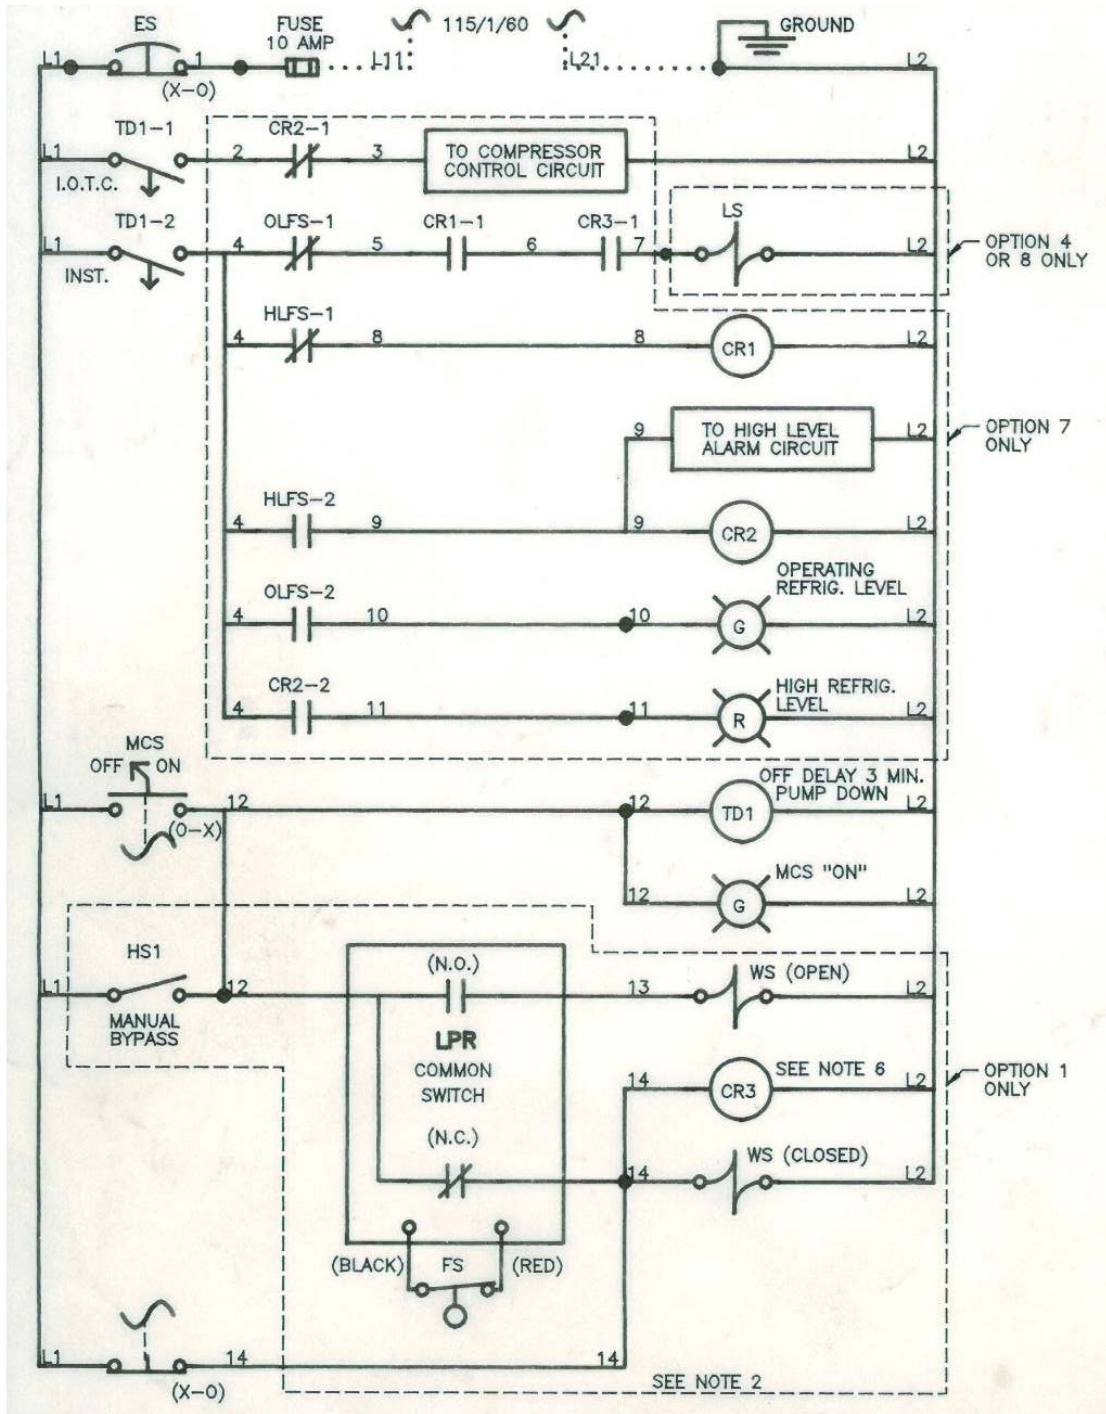 ES
FUSE
10 AMP
115/1/60
GROUND
L1 1 L11 L21 L2
(X-O)
TD1-1
CR2-1
TO COMPRESSOR
CONTROL CIRCUIT
L1 2 3 L2
I.O.T.C.
TD1-2
OLFS-1
CR1-1
CR3-1
LS
L1 4 5 6 7 L2
INST.
OPTION 4
OR 8 ONLY
HLFS-1
4 8 8 CR1 L2
TO HIGH LEVEL
ALARM CIRCUIT
9 L2
OPTION 7
ONLY
HLFS-2
4 9 9 CR2 L2
OPERATING
REFRIG. LEVEL
OLFS-2
4 10 10 G L2
HIGH REFRIG.
LEVEL
CR2-2
4 11 11 R L2
MCS
OFF ON
OFF DELAY 3 MIN.
PUMP DOWN
L1 12 12 TD1 L2
(O-X)
MCS "ON"
12 G L2
HS1
(N.O.)
WS (OPEN)
L1 12 13 L2
MANUAL
BYPASS
LPR
COMMON
SWITCH
SEE NOTE 6
14 CR3 L2
OPTION 1
ONLY
(N.C.)
WS (CLOSED)
14 L2
(BLACK) FS (RED)
L1 14 14
(X-O)
SEE NOTE 2